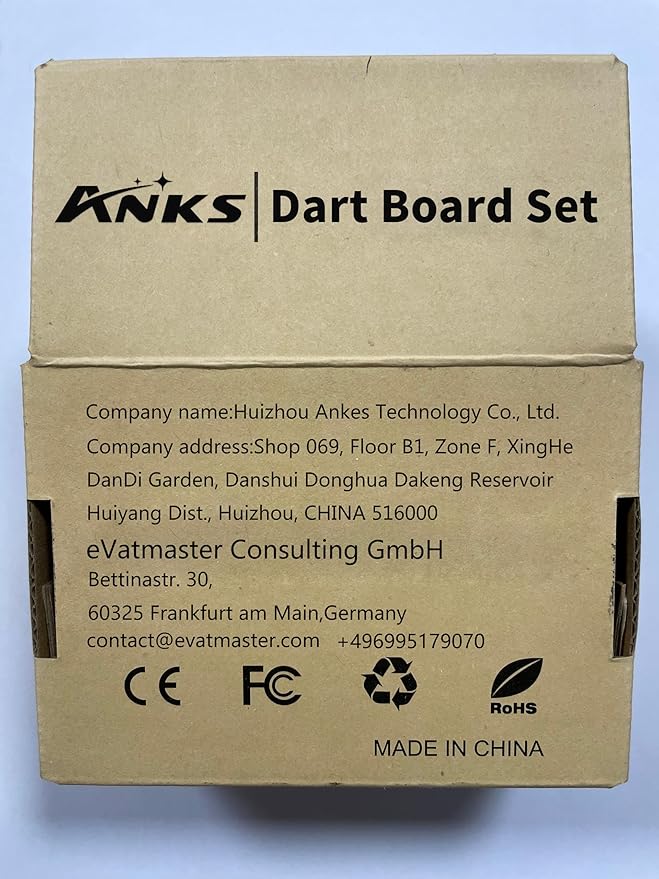 ANKS | Dart Board Set
Company name:Huizhou Ankes Technology Co., Ltd.
Company address:Shop 069, Floor B1, Zone F, XingHe
DanDi Garden, Danshui Donghua Dakeng Reservoir
Huiyang Dist., Huizhou, CHINA 516000
eVatmaster Consulting GmbH
Bettinastr. 30,
60325 Frankfurt am Main,Germany
contact@evatmaster.com +496995179070
CE FC RoHS
MADE IN CHINA